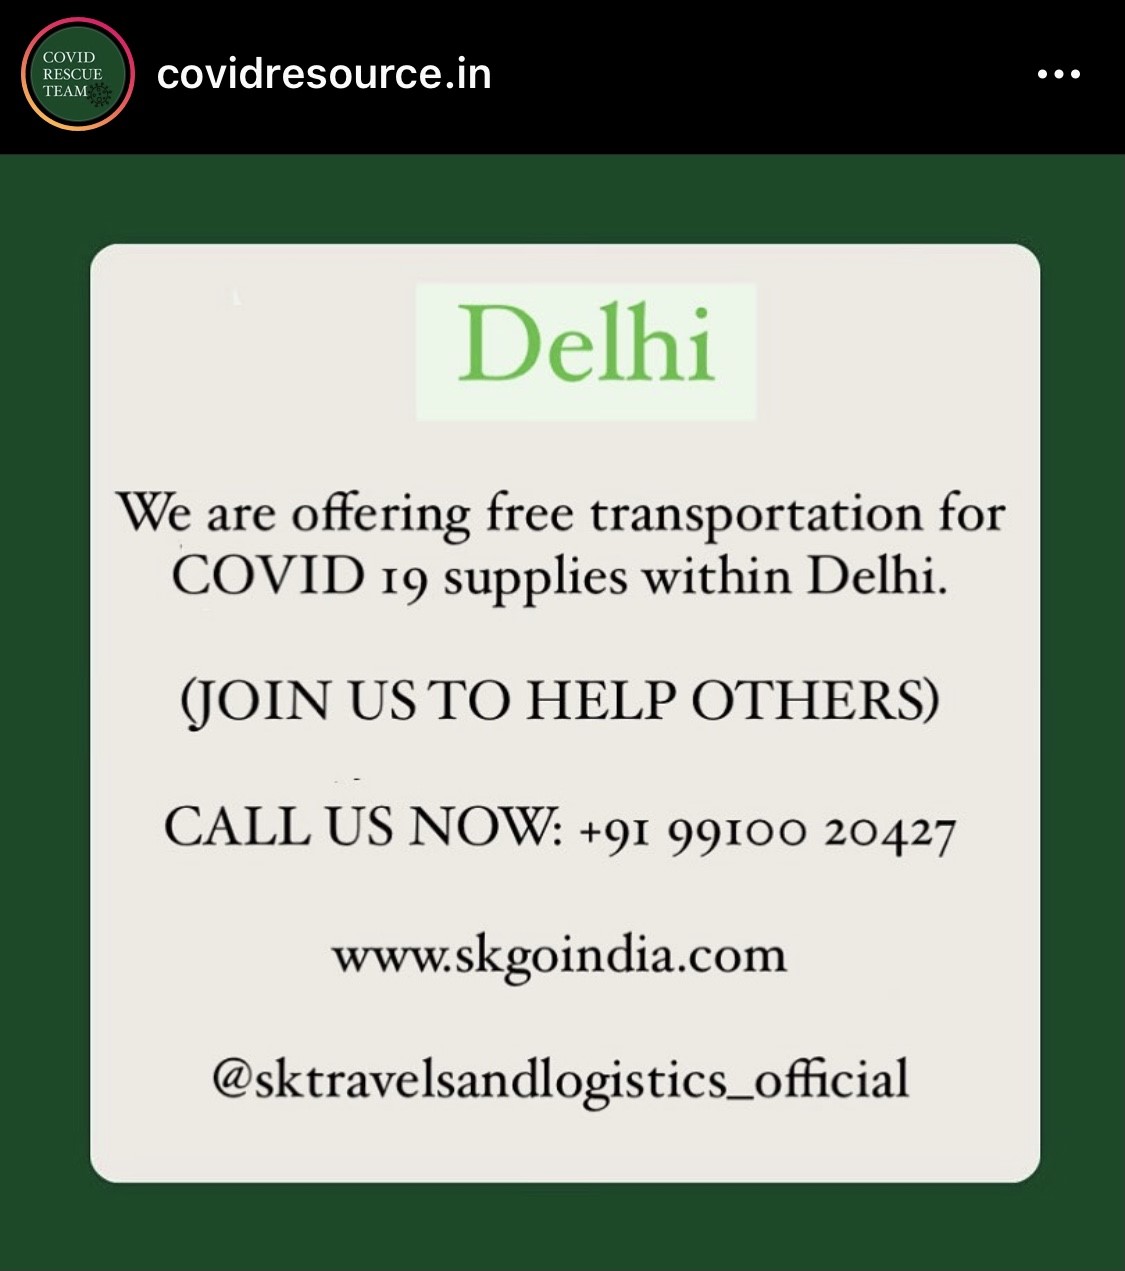 COVID
RESCUE
TEAM
covidresource.in
Delhi
We are offering free transportation for
COVID 19 supplies within Delhi.
(JOIN US TO HELP OTHERS)
CALL US NOW: +91 99100 20427
www.skgoindia.com
@sktravelsandlogistics_official